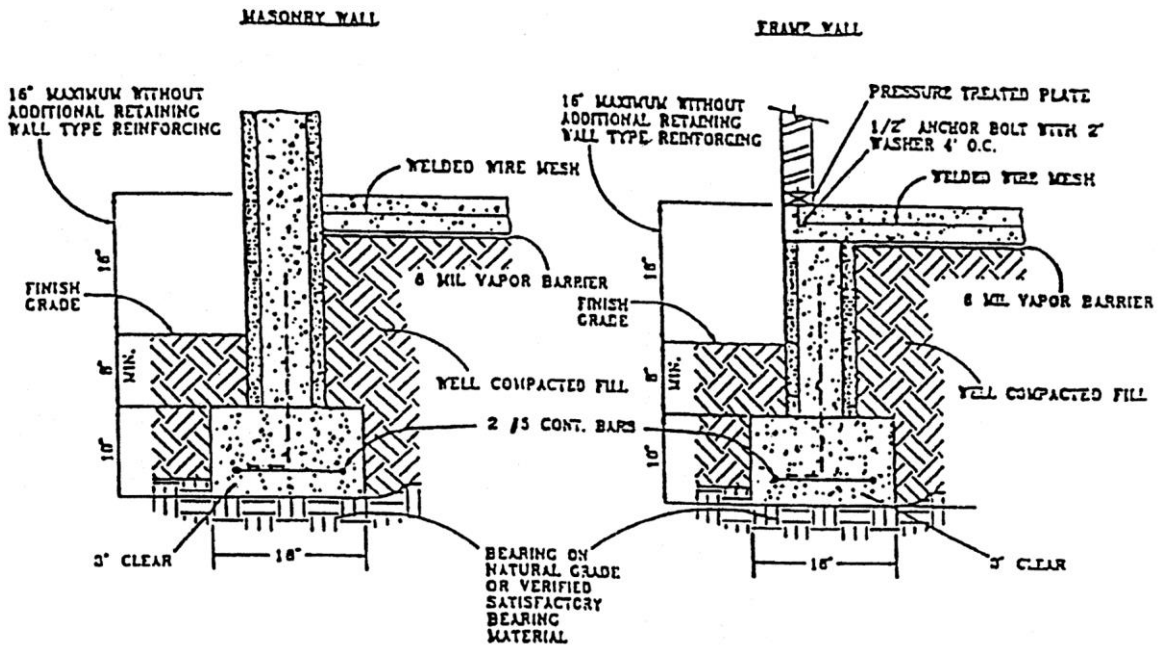 MASONRY WALL
16" MAXIMUM WITHOUT
ADDITIONAL RETAINING
WALL TYPE REINFORCING
WELDED WIRE MESH
16"
6 MIL VAPOR BARRIER
FINISH
GRADE
8"
MIN.
WELL COMPACTED FILL
10"
2 #5 CONT. BARS
3" CLEAR
16"
BEARING ON
NATURAL GRADE
OR VERIFIED
SATISFACTORY
BEARING
MATERIAL
FRAME WALL
16" MAXIMUM WITHOUT
ADDITIONAL RETAINING
WALL TYPE REINFORCING
PRESSURE TREATED PLATE
1/2" ANCHOR BOLT WITH 2"
WASHER 4' O.C.
WELDED WIRE MESH
16"
6 MIL VAPOR BARRIER
FINISH
GRADE
8"
MIN.
WELL COMPACTED FILL
10"
16"
3" CLEAR